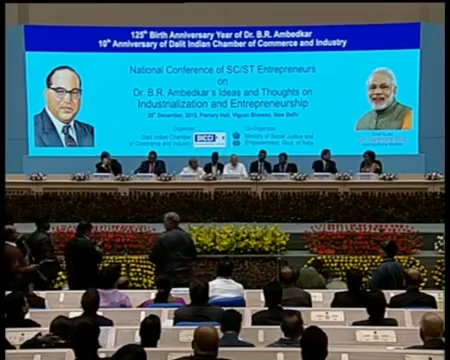 125th Birth Anniversary Year of Dr. B.R. Ambedkar
10th Anniversary of Dalit Indian Chamber of Commerce and Industry
National Conference of SC/ST Entrepreneurs
on
Dr. B.R. Ambedkar's Ideas and Thoughts on
Industrialization and Entrepreneurship
29th December, 2015, Plenary Hall, Vigyan Bhawan, New Delhi
Organizer
Dalit Indian Chamber
of Commerce and Industry
DICCI
Co-Organizer
Ministry of Social Justice and
Empowerment, Govt. of India